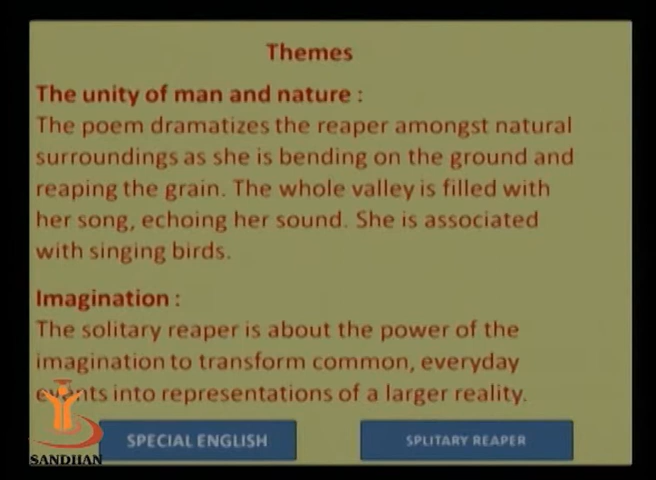 Themes
The unity of man and nature :
The poem dramatizes the reaper amongst natural
surroundings as she is bending on the ground and
reaping the grain. The whole valley is filled with
her song, echoing her sound. She is associated
with singing birds.
Imagination :
The solitary reaper is about the power of the
imagination to transform common, everyday
events into representations of a larger reality.
SPECIAL ENGLISH
SPLITARY REAPER
SANDHAN